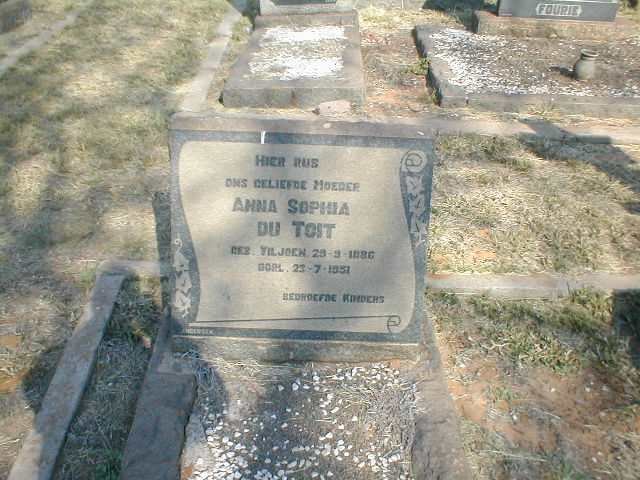 FOURIE
HIER RUS
ONS GELIEFDE MOEDER
ANNA SOPHIA
DU TOIT
GEB. VILJOEN 29-9-1886
OORL. 23-7-1951
BEDROEFDE KINDERS